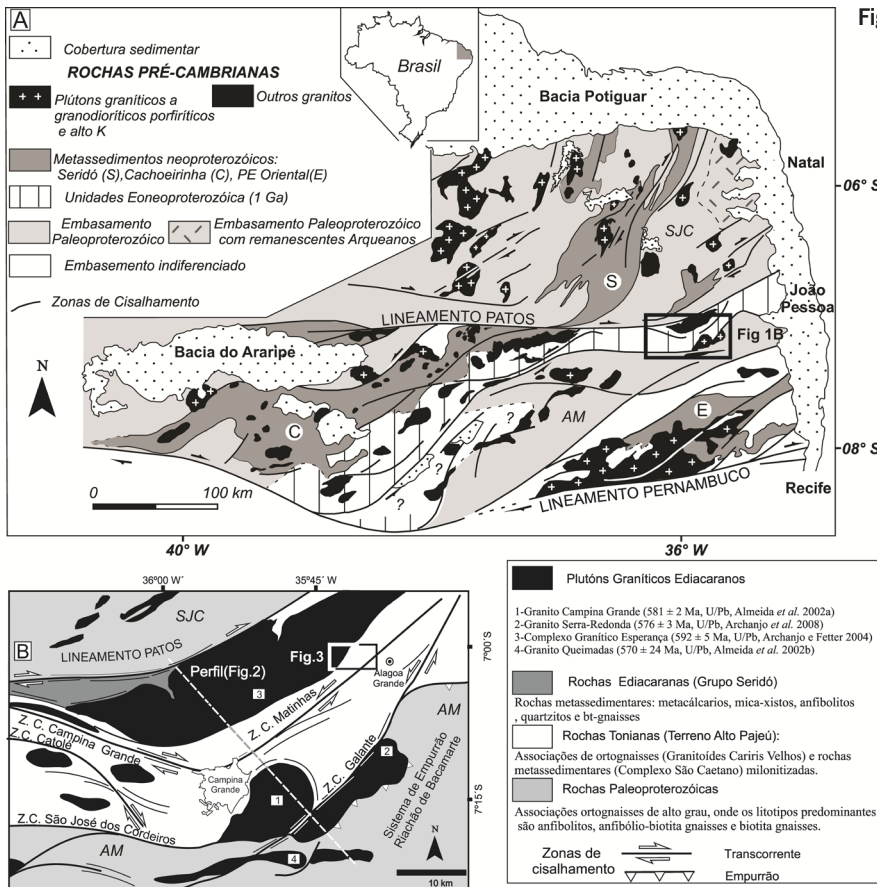 A
Fig
Cobertura sedimentar
ROCHAS PRÉ-CAMBRIANAS
Plútons graníticos a
granodioríticos porfiríticos
e alto K
Outros granitos
Metassedimentos neoproterozóicos:
Seridó (S),Cachoeirinha (C), PE Oriental(E)
Unidades Eoneoproterozóica (1 Ga)
Embasamento
Paleoproterozóico
Embasamento Paleoproterozóico
com remanescentes Arqueanos
Embasemento indiferenciado
Zonas de Cisalhamento
Brasil
Bacia Potiguar
Natal
06° S
SJC
S
João
Pessoa
LINEAMENTO PATOS
Fig 1B
Bacia do Araripe
N
AM
E
C
?
?
?
08° S
0
100 km
LINEAMENTO PERNAMBUCO
Recife
40° W
36° W
36°00' W
35°45' W
B
SJC
LINEAMENTO PATOS
Perfil(Fig.2)
Fig.3
7°00´S
Alagoa
Grande
3
Z. C. Matinhas
AM
Z. C. Campina Grande
Z. C. Catolé
Z.C. Galante
2
Campina
Grande
1
Sistema de Empurrão
Riachão de Bacamarte
7°15´S
Z.C. São José dos Cordeiros
AM
4
N
10 km
Plutóns Graníticos Ediacaranos
1-Granito Campina Grande (581 ± 2 Ma, U/Pb, Almeida et al. 2002a)
2-Granito Serra-Redonda (576 ± 3 Ma, U/Pb, Archanjo et al. 2008)
3-Complexo Granítico Esperança (592 ± 5 Ma, U/Pb, Archanjo e Fetter 2004)
4-Granito Queimadas (570 ± 24 Ma, U/Pb, Almeida et al. 2002b)
Rochas Ediacaranas (Grupo Seridó)
Rochas metassedimentares: metacálcarios, mica-xistos, anfibolitos
, quartzitos e bt-gnaisses
Rochas Tonianas (Terreno Alto Pajeú):
Associações de ortognaisses (Granitoídes Cariris Velhos) e rochas
metassedimentares (Complexo São Caetano) milonitizadas.
Rochas Paleoproterozóicas
Associações ortognaisses de alto grau, onde os litotipos predominantes
são anfibolitos, anfibólio-biotita gnaisses e biotita gnaisses.
Zonas de
cisalhamento
Transcorrente
Empurrão